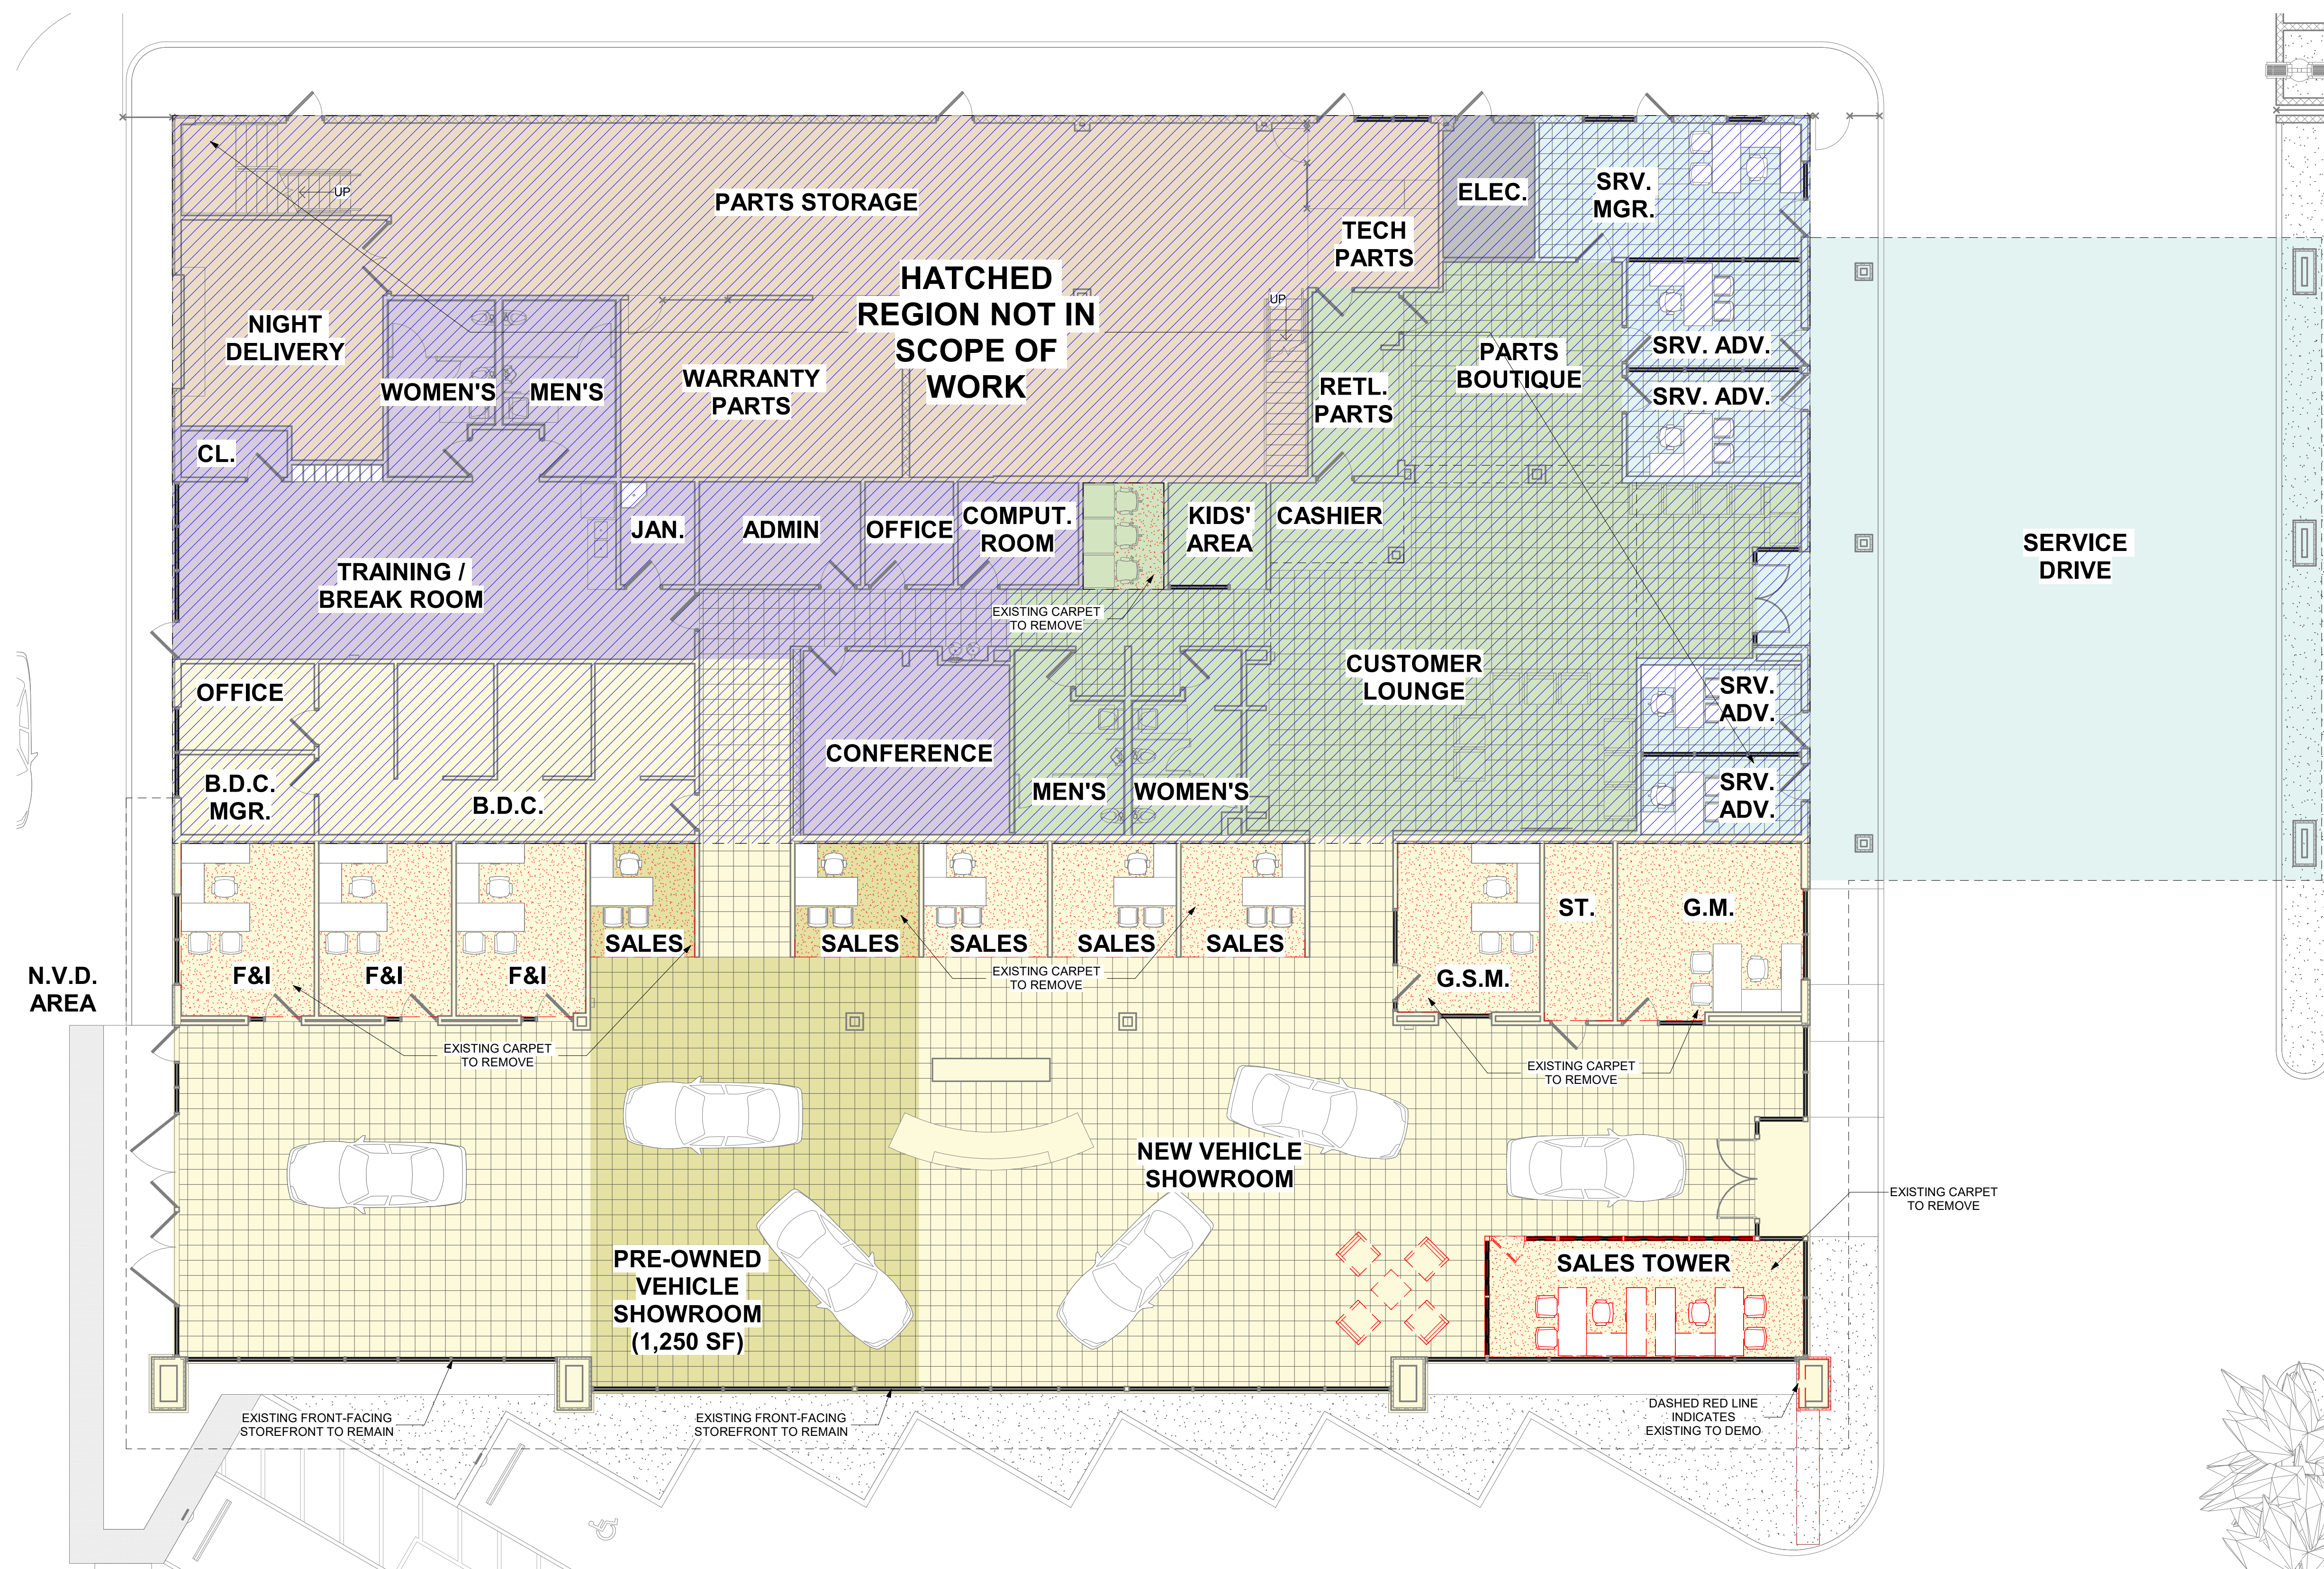 UP
PARTS STORAGE
ELEC.
SRV.
MGR.
TECH
PARTS
HATCHED
REGION NOT IN
SCOPE OF
WORK
UP
NIGHT
DELIVERY
WOMEN'S
MEN'S
WARRANTY
PARTS
RETL.
PARTS
PARTS
BOUTIQUE
SRV. ADV.
SRV. ADV.
CL.
JAN.
ADMIN
OFFICE
COMPUT.
ROOM
KIDS'
AREA
CASHIER
SERVICE
DRIVE
TRAINING /
BREAK ROOM
EXISTING CARPET
TO REMOVE
OFFICE
CUSTOMER
LOUNGE
SRV.
ADV.
CONFERENCE
B.D.C.
MGR.
B.D.C.
MEN'S
WOMEN'S
SRV.
ADV.
SALES
SALES
SALES
SALES
SALES
ST.
G.M.
N.V.D.
AREA
F&I
F&I
F&I
EXISTING CARPET
TO REMOVE
G.S.M.
EXISTING CARPET
TO REMOVE
EXISTING CARPET
TO REMOVE
NEW VEHICLE
SHOWROOM
EXISTING CARPET
TO REMOVE
PRE-OWNED
VEHICLE
SHOWROOM
(1,250 SF)
SALES TOWER
EXISTING FRONT-FACING
STOREFRONT TO REMAIN
EXISTING FRONT-FACING
STOREFRONT TO REMAIN
DASHED RED LINE
INDICATES
EXISTING TO DEMO